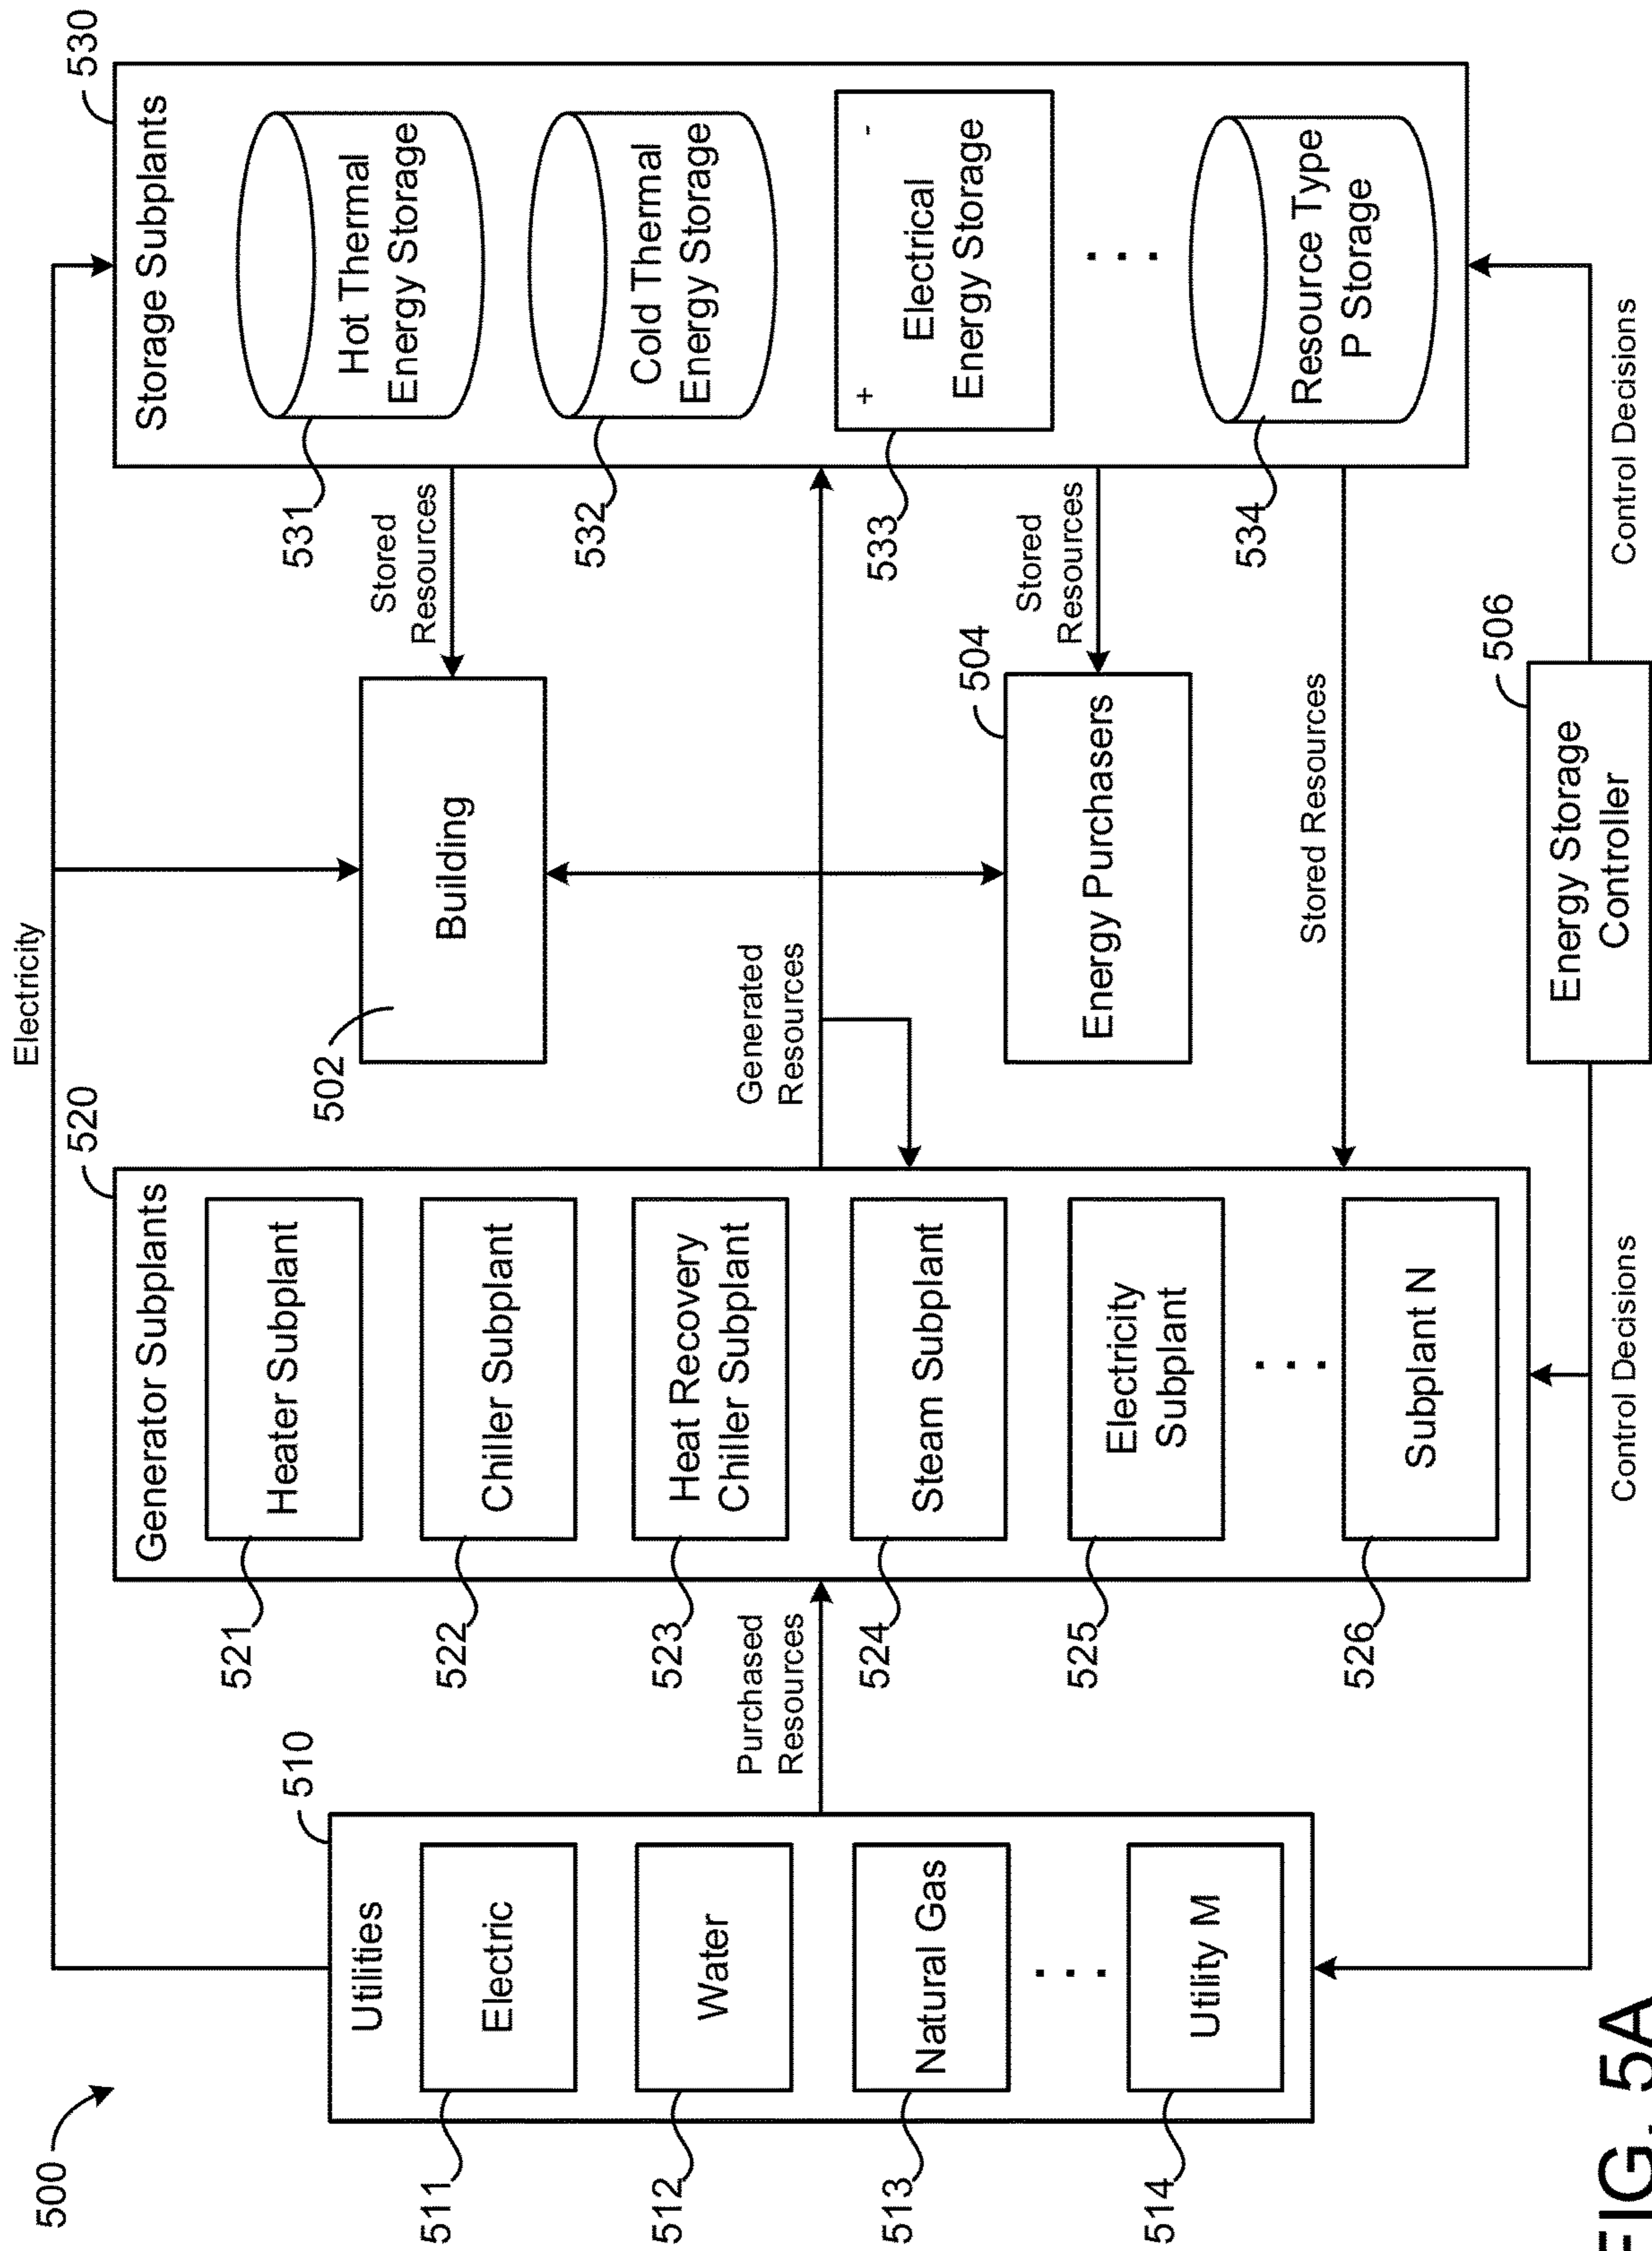 500
Electricity
Utilities
510
511
Electric
512
Water
513
Natural Gas
. . .
514
Utility M
Purchased
Resources
Generator Subplants
520
521
Heater Subplant
522
Chiller Subplant
523
Heat Recovery
Chiller Subplant
524
Steam Subplant
525
Electricity
Subplant
. . .
526
Subplant N
Generated
Resources
502
Building
504
Energy Purchasers
Stored
Resources
Stored
Resources
Stored Resources
Storage Subplants
530
531
Hot Thermal
Energy Storage
532
Cold Thermal
Energy Storage
533
+ -
Electrical
Energy Storage
. . .
534
Resource Type
P Storage
506
Energy Storage
Controller
Control Decisions
Control Decisions
FIG. 5A